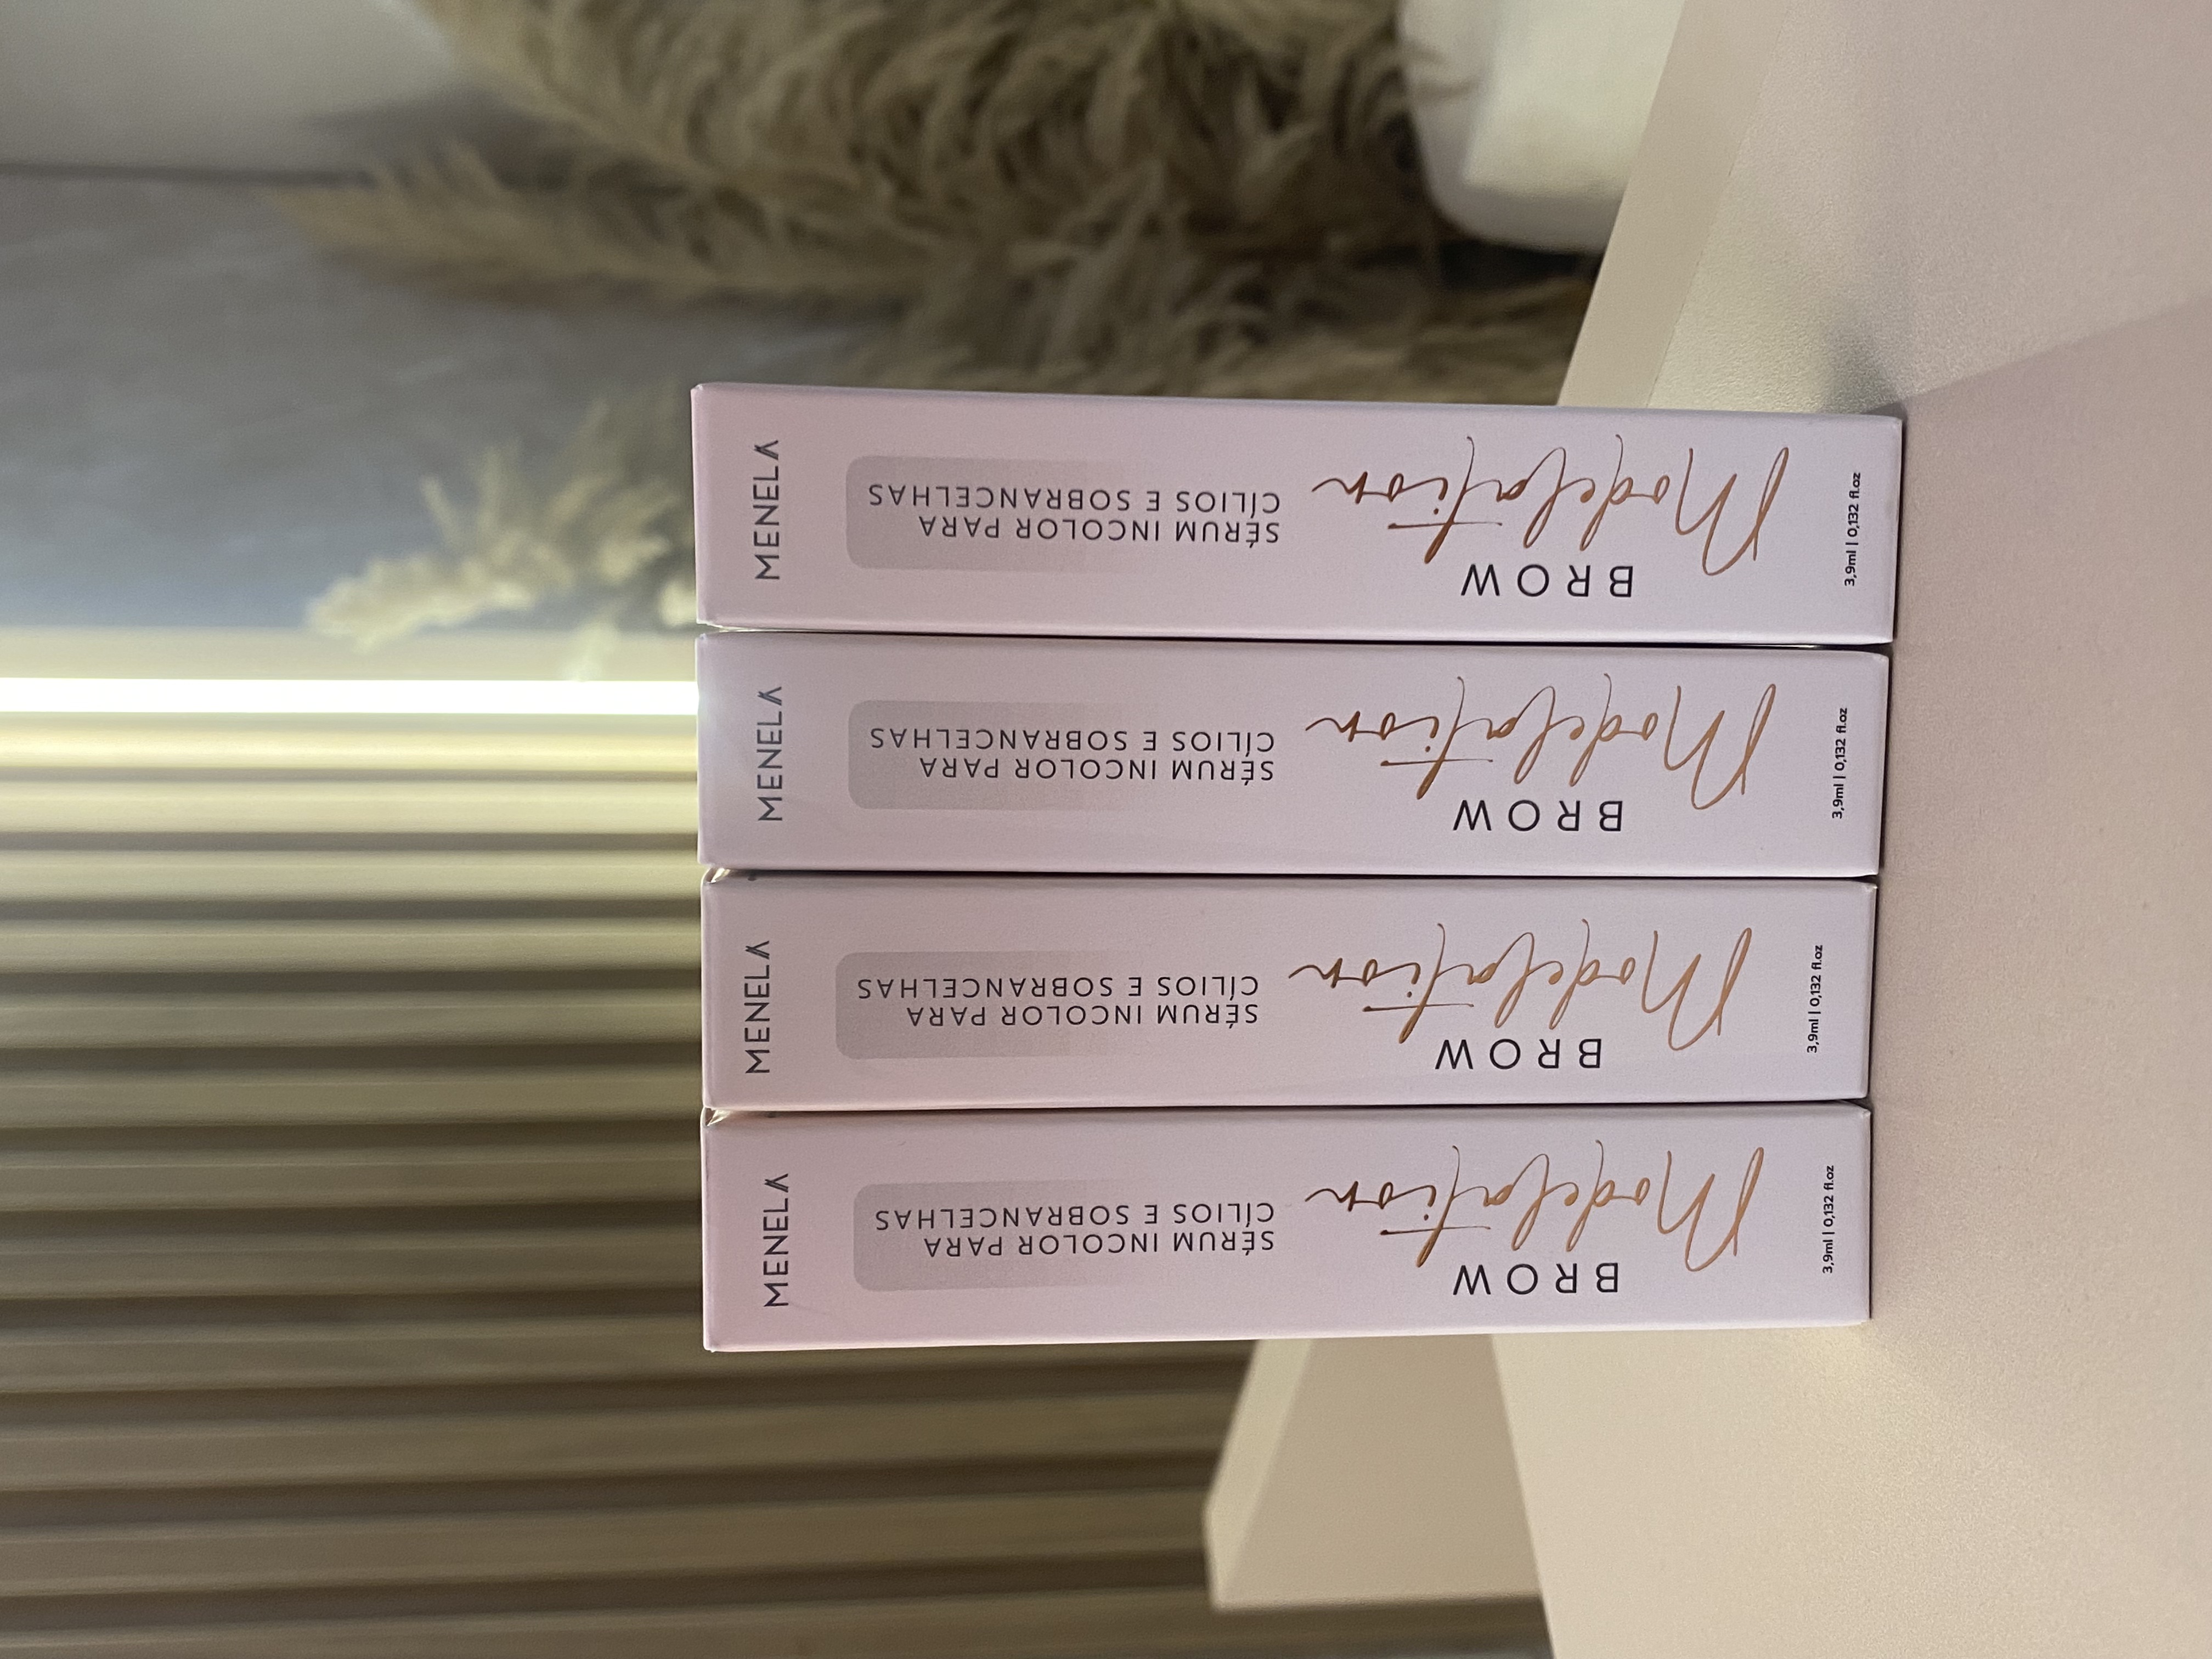 MENELA
SÉRUM INCOLOR PARA
CÍLIOS E SOBRANCELHAS
BROW
Modelation
3,9ml | 0,132 fl.oz
MENELA
SÉRUM INCOLOR PARA
CÍLIOS E SOBRANCELHAS
BROW
Modelation
3,9ml | 0,132 fl.oz
MENELA
SÉRUM INCOLOR PARA
CÍLIOS E SOBRANCELHAS
BROW
Modelation
3,9ml | 0,132 fl.oz
MENELA
SÉRUM INCOLOR PARA
CÍLIOS E SOBRANCELHAS
BROW
Modelation
3,9ml | 0,132 fl.oz